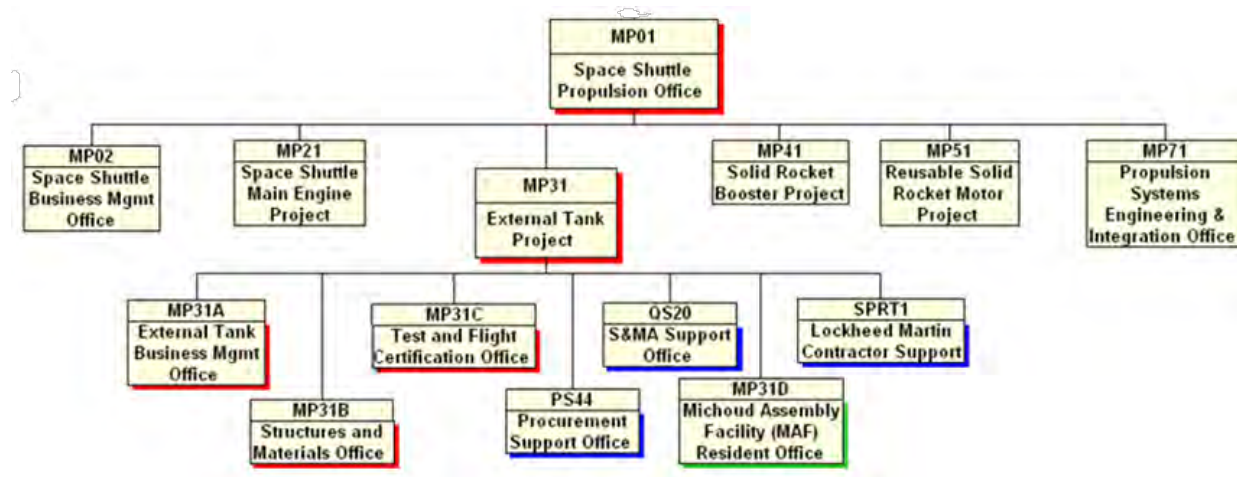 MP01
Space Shuttle
Propulsion Office
MP02
Space Shuttle
Business Mgmt
Office
MP21
Space Shuttle
Main Engine
Project
MP31
External Tank
Project
MP41
Solid Rocket
Booster Project
MP51
Reusable Solid
Rocket Motor
Project
MP71
Propulsion
Systems
Engineering &
Integration Office
MP31A
External Tank
Business Mgmt
Office
MP31B
Structures and
Materials Office
MP31C
Test and Flight
Certification Office
PS44
Procurement
Support Office
QS20
S&MA Support
Office
MP31D
Michoud Assembly
Facility (MAF)
Resident Office
SPRT1
Lockheed Martin
Contractor Support